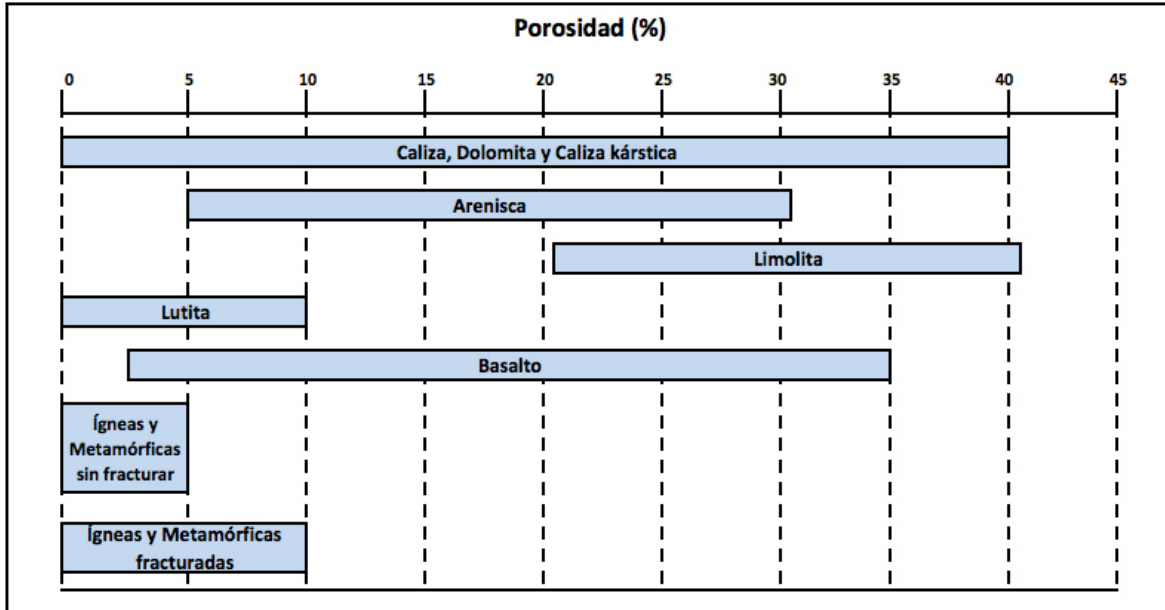 Porosidad (%)
0 5 10 15 20 25 30 35 40 45
Caliza, Dolomita y Caliza kárstica
Arenisca
Limolita
Lutita
Basalto
Ígneas y
Metamórficas
sin fracturar
Ígneas y Metamórficas
fracturadas